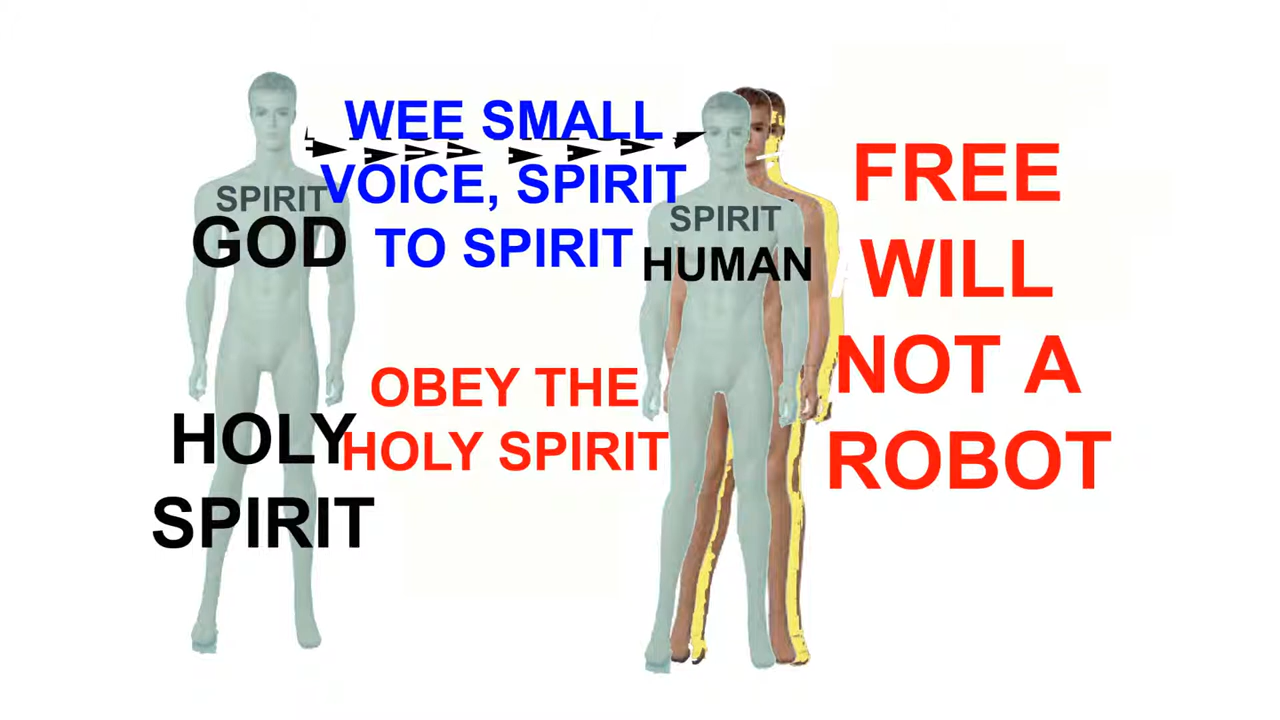 WEE SMALL
VOICE, SPIRIT
TO SPIRIT
SPIRIT
GOD
SPIRIT
HUMAN
FREE
WILL
NOT A
ROBOT
OBEY THE
HOLY SPIRIT
HOLY
SPIRIT